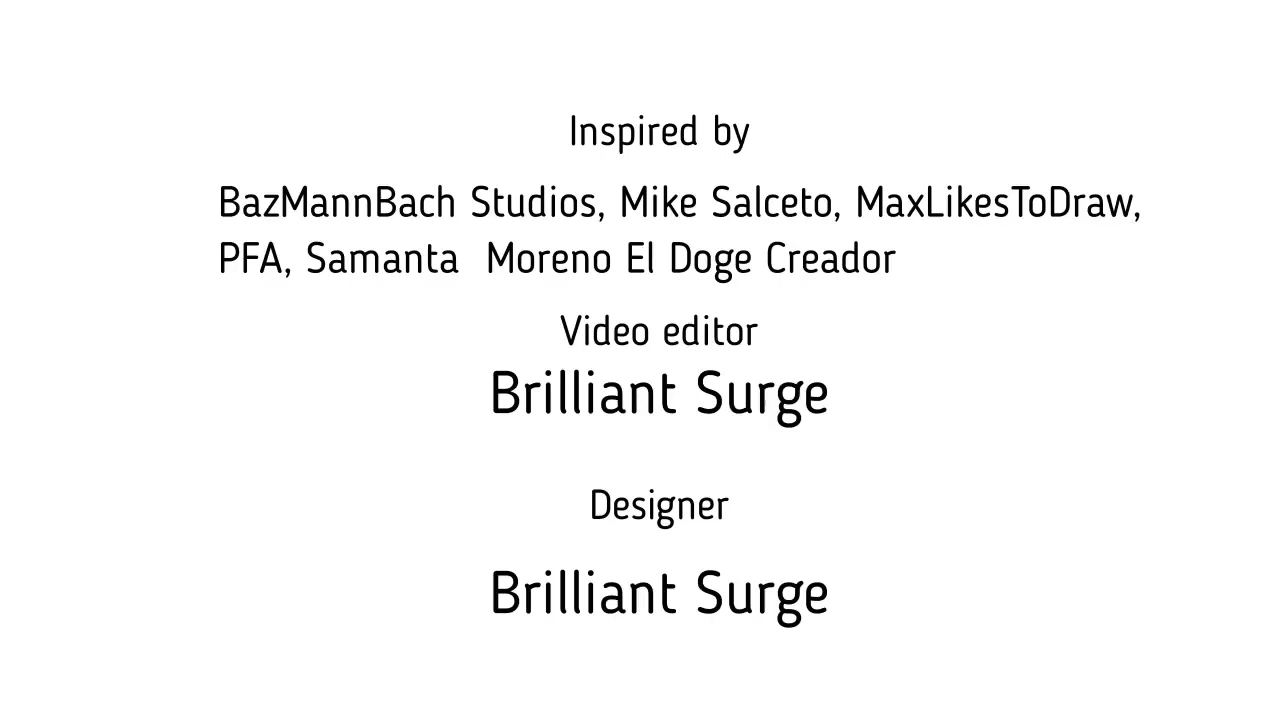 Inspired by
BazMannBach Studios, Mike Salceto, MaxLikesToDraw,
PFA, Samanta  Moreno El Doge Creador
Video editor
Brilliant Surge
Designer
Brilliant Surge